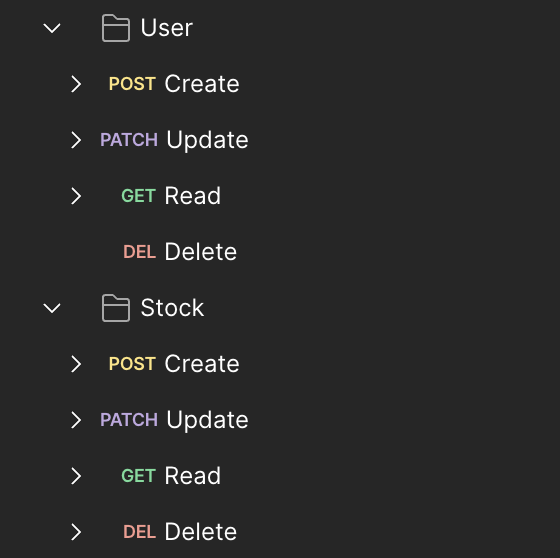 User
POST Create
PATCH Update
GET Read
DEL Delete
Stock
POST Create
PATCH Update
GET Read
DEL Delete